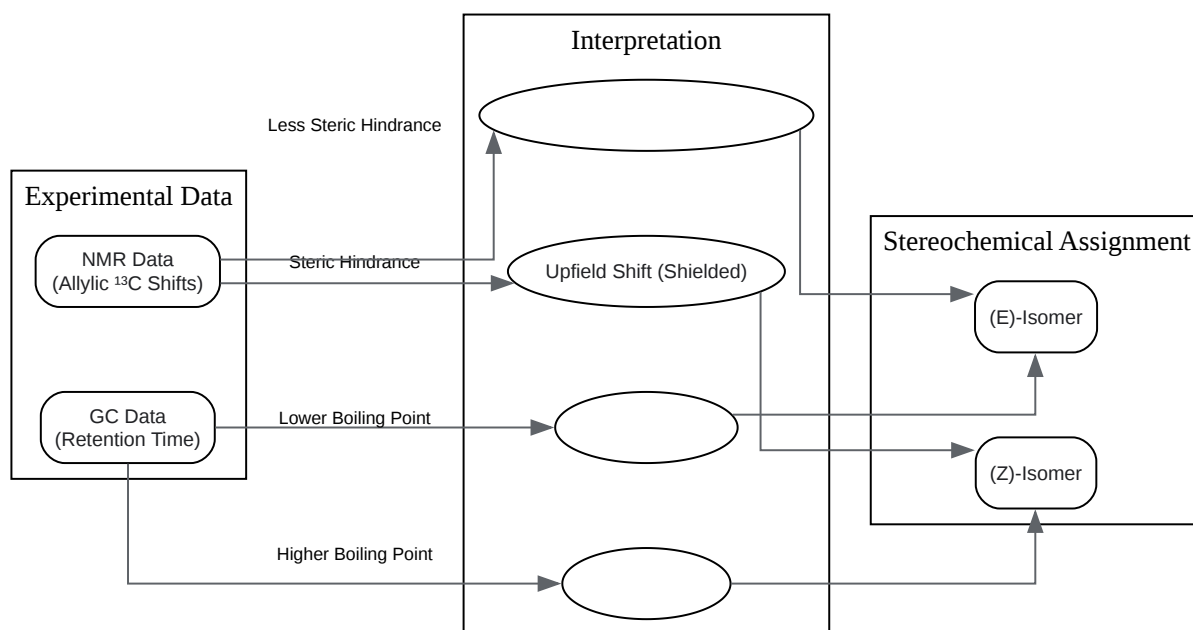 Interpretation
Less Steric Hindrance
Experimental Data
NMR Data
(Allylic ¹³C Shifts)
Steric Hindrance
Upfield Shift (Shielded)
Stereochemical Assignment
(E)-Isomer
GC Data
(Retention Time)
Lower Boiling Point
(Z)-Isomer
Higher Boiling Point